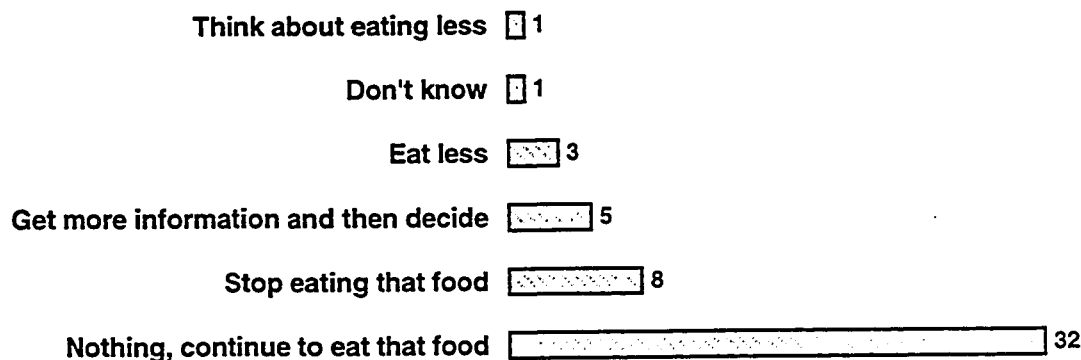 Think about eating less 1
Don't know 1
Eat less 3
Get more information and then decide 5
Stop eating that food 8
Nothing, continue to eat that food 32